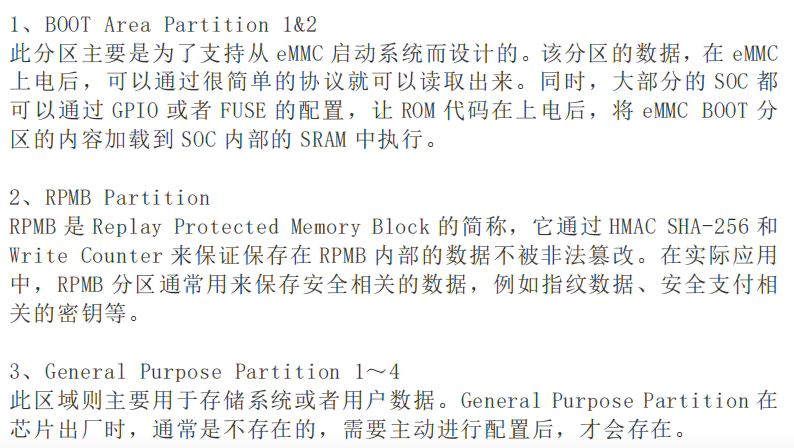 1、BOOT Area Partition 1&2
此分区主要是为了支持从 eMMC 启动系统而设计的。该分区的数据，在 eMMC
上电后，可以通过很简单的协议就可以读取出来。同时，大部分的 SOC 都
可以通过 GPIO 或者 FUSE 的配置，让 ROM 代码在上电后，将 eMMC BOOT 分
区的内容加载到 SOC 内部的 SRAM 中执行。
2、RPMB Partition
RPMB 是 Replay Protected Memory Block 的简称，它通过 HMAC SHA-256 和
Write Counter 来保证保存在 RPMB 内部的数据不被非法篡改。在实际应用
中，RPMB 分区通常用来保存安全相关的数据，例如指纹数据、安全支付相
关的密钥等。
3、General Purpose Partition 1～4
此区域则主要用于存储系统或者用户数据。General Purpose Partition 在
芯片出厂时，通常是不存在的，需要主动进行配置后，才会存在。